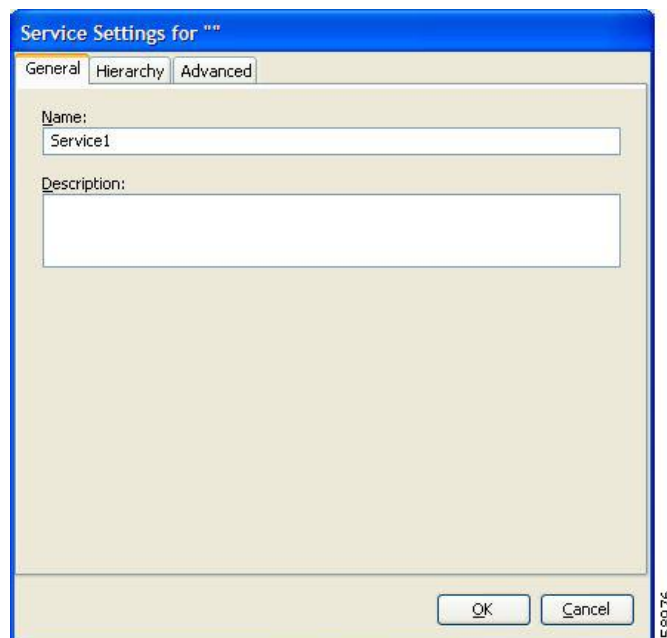 Service Settings for ""
General Hierarchy Advanced
Name:
Service1
Description:
OK Cancel